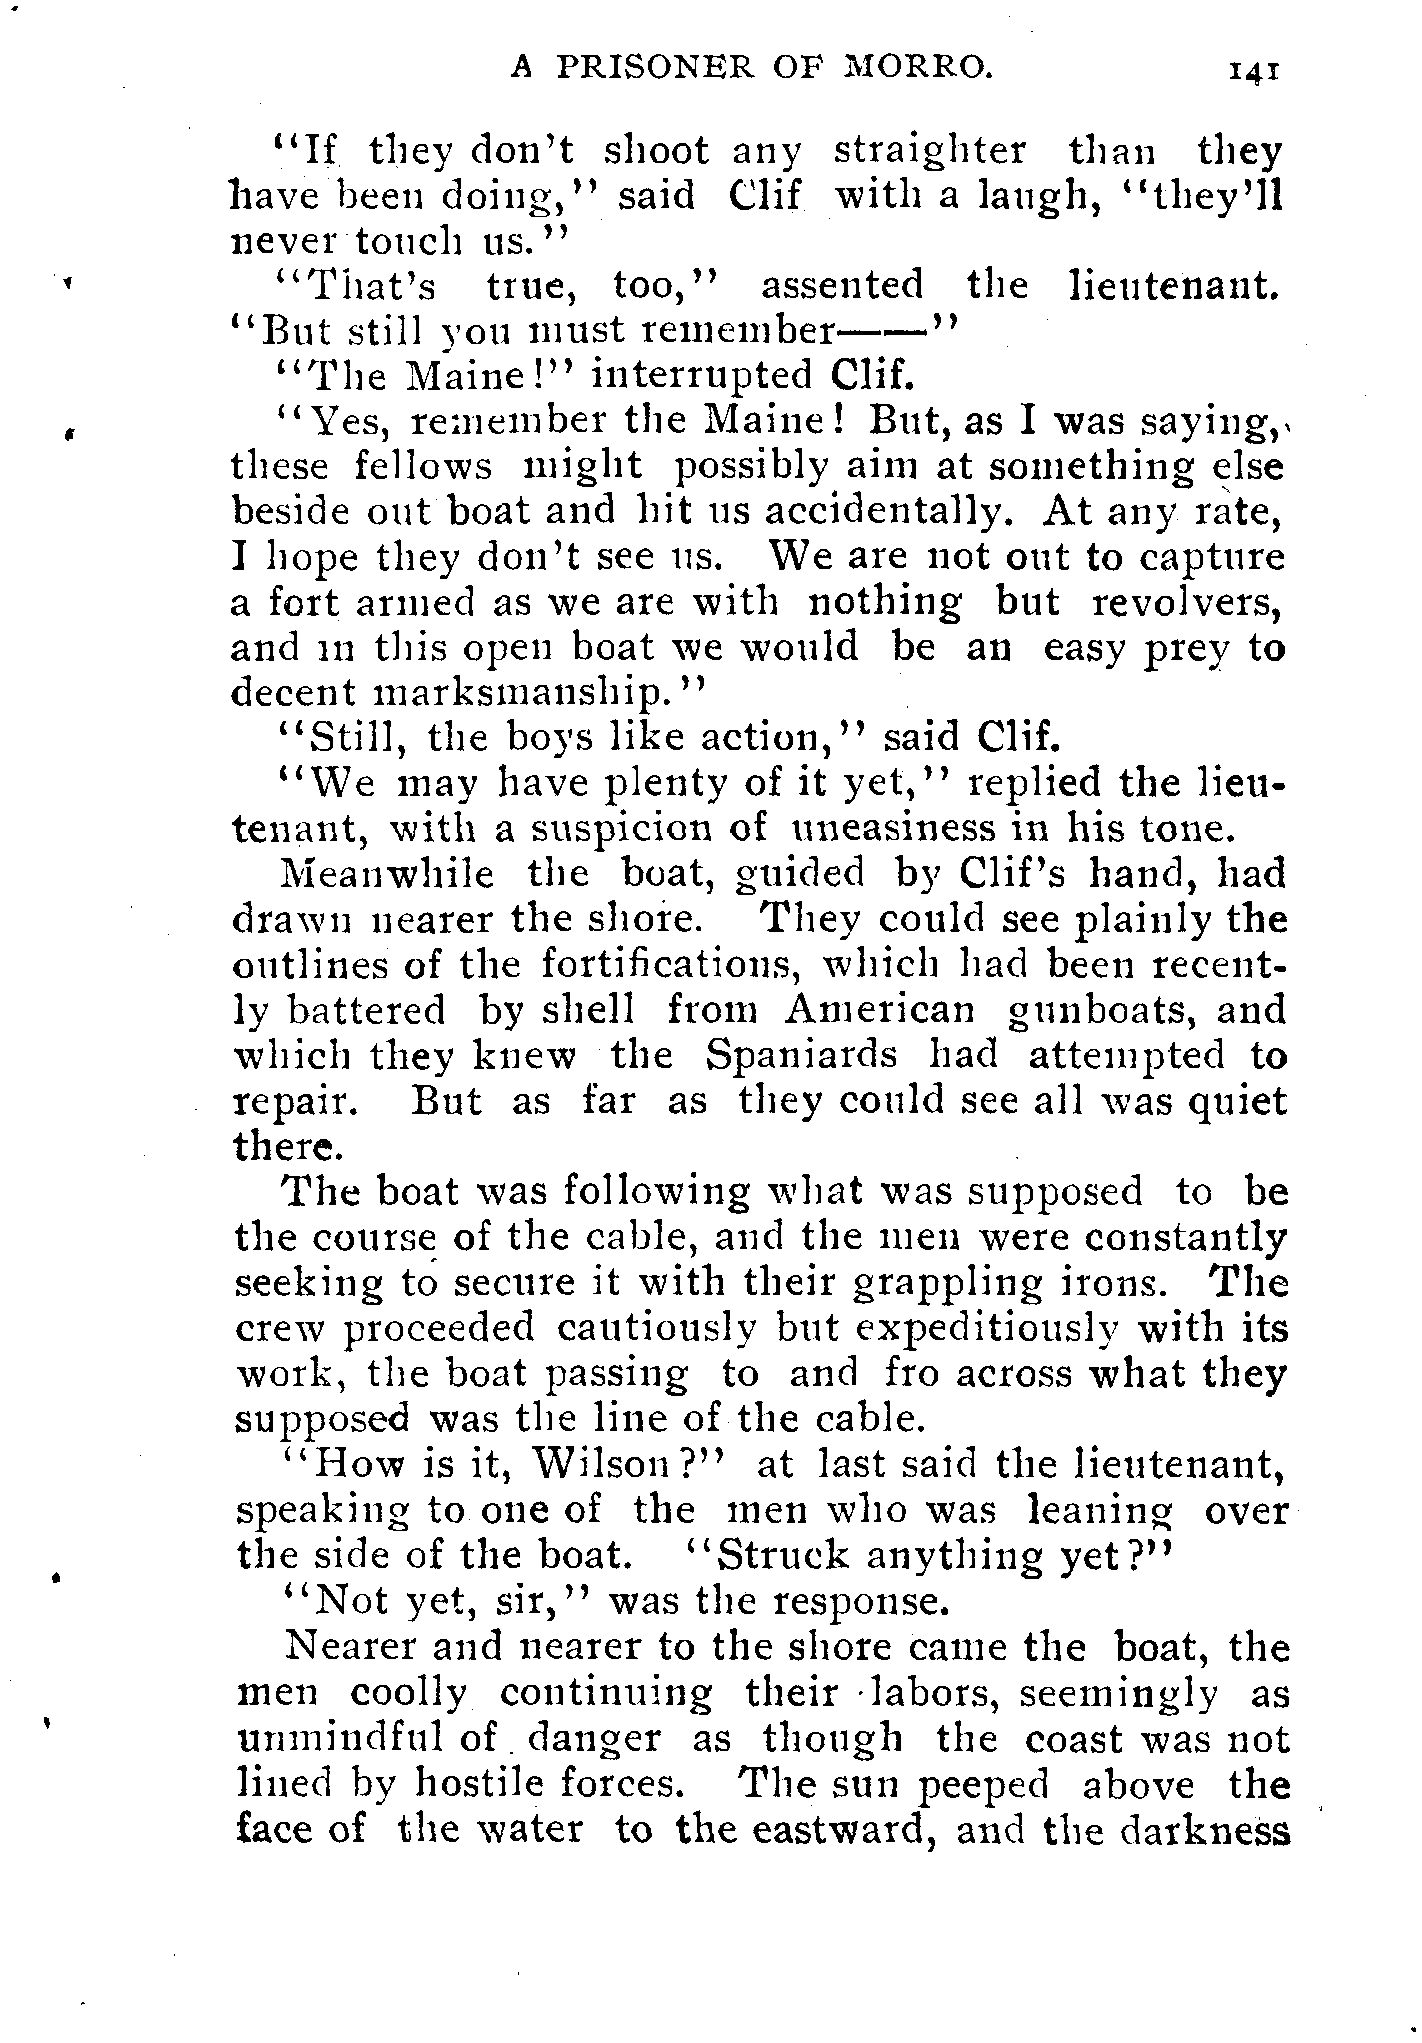 A PRISONER OF MORRO. 141
"If they don't shoot any straighter than they
have been doing," said Clif with a laugh, "they'll
never touch us."
"That's true, too," assented the lieutenant.
"But still you must remember——"
"The Maine!" interrupted Clif.
"Yes, remember the Maine! But, as I was saying,
these fellows might possibly aim at something else
beside out boat and hit us accidentally. At any rate,
I hope they don't see us. We are not out to capture
a fort armed as we are with nothing but revolvers,
and in this open boat we would be an easy prey to
decent marksmanship."
"Still, the boys like action," said Clif.
"We may have plenty of it yet," replied the lieu-
tenant, with a suspicion of uneasiness in his tone.
Meanwhile the boat, guided by Clif's hand, had
drawn nearer the shore. They could see plainly the
outlines of the fortifications, which had been recent-
ly battered by shell from American gunboats, and
which they knew the Spaniards had attempted to
repair. But as far as they could see all was quiet
there.
The boat was following what was supposed to be
the course of the cable, and the men were constantly
seeking to secure it with their grappling irons. The
crew proceeded cautiously but expeditiously with its
work, the boat passing to and fro across what they
supposed was the line of the cable.
"How is it, Wilson?" at last said the lieutenant,
speaking to one of the men who was leaning over
the side of the boat. "Struck anything yet?"
"Not yet, sir," was the response.
Nearer and nearer to the shore came the boat, the
men coolly continuing their labors, seemingly as
unmindful of danger as though the coast was not
lined by hostile forces. The sun peeped above the
face of the water to the eastward, and the darkness